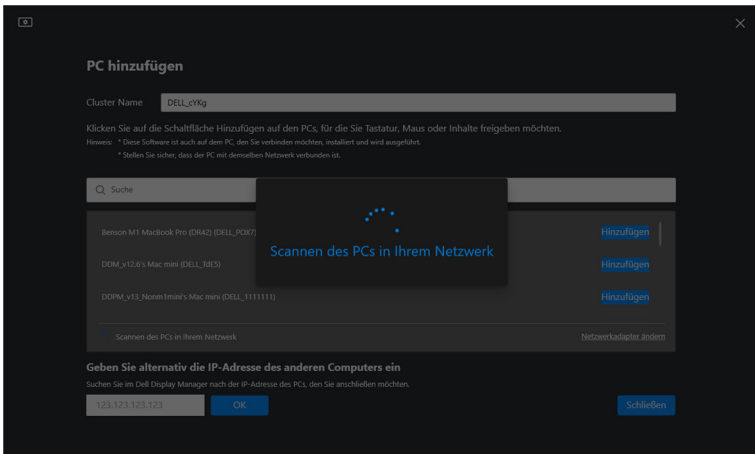 PC hinzufügen
Cluster Name DELL_cYKg
Klicken Sie auf die Schaltfläche Hinzufügen auf den PCs, für die Sie Tastatur, Maus oder Inhalte freigeben möchten.
Hinweis: * Diese Software ist auch auf dem PC, den Sie verbinden möchten, installiert und wird ausgeführt.
* Stellen Sie sicher, dass der PC mit demselben Netzwerk verbunden ist.
Suche
Scannen des PCs in Ihrem Netzwerk
Benson M1 MacBook Pro (DR42) (DELL_POX7) Hinzufügen
DDM_v12.6's Mac mini (DELL_TdE5) Hinzufügen
DDPM_v13_Nonm1mini's Mac mini (DELL_1111111) Hinzufügen
Scannen des PCs in Ihrem Netzwerk Netzwerkadapter ändern
Geben Sie alternativ die IP-Adresse des anderen Computers ein
Suchen Sie im Dell Display Manager nach der IP-Adresse des PCs, den Sie anschließen möchten.
123.123.123.123 OK Schließen